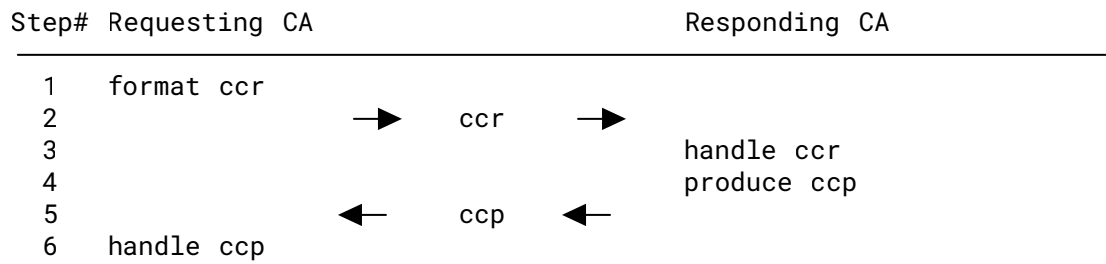 Step# Requesting CA Responding CA
1 format ccr
2 ccr
3 handle ccr
4 produce ccp
5 ccp
6 handle ccp